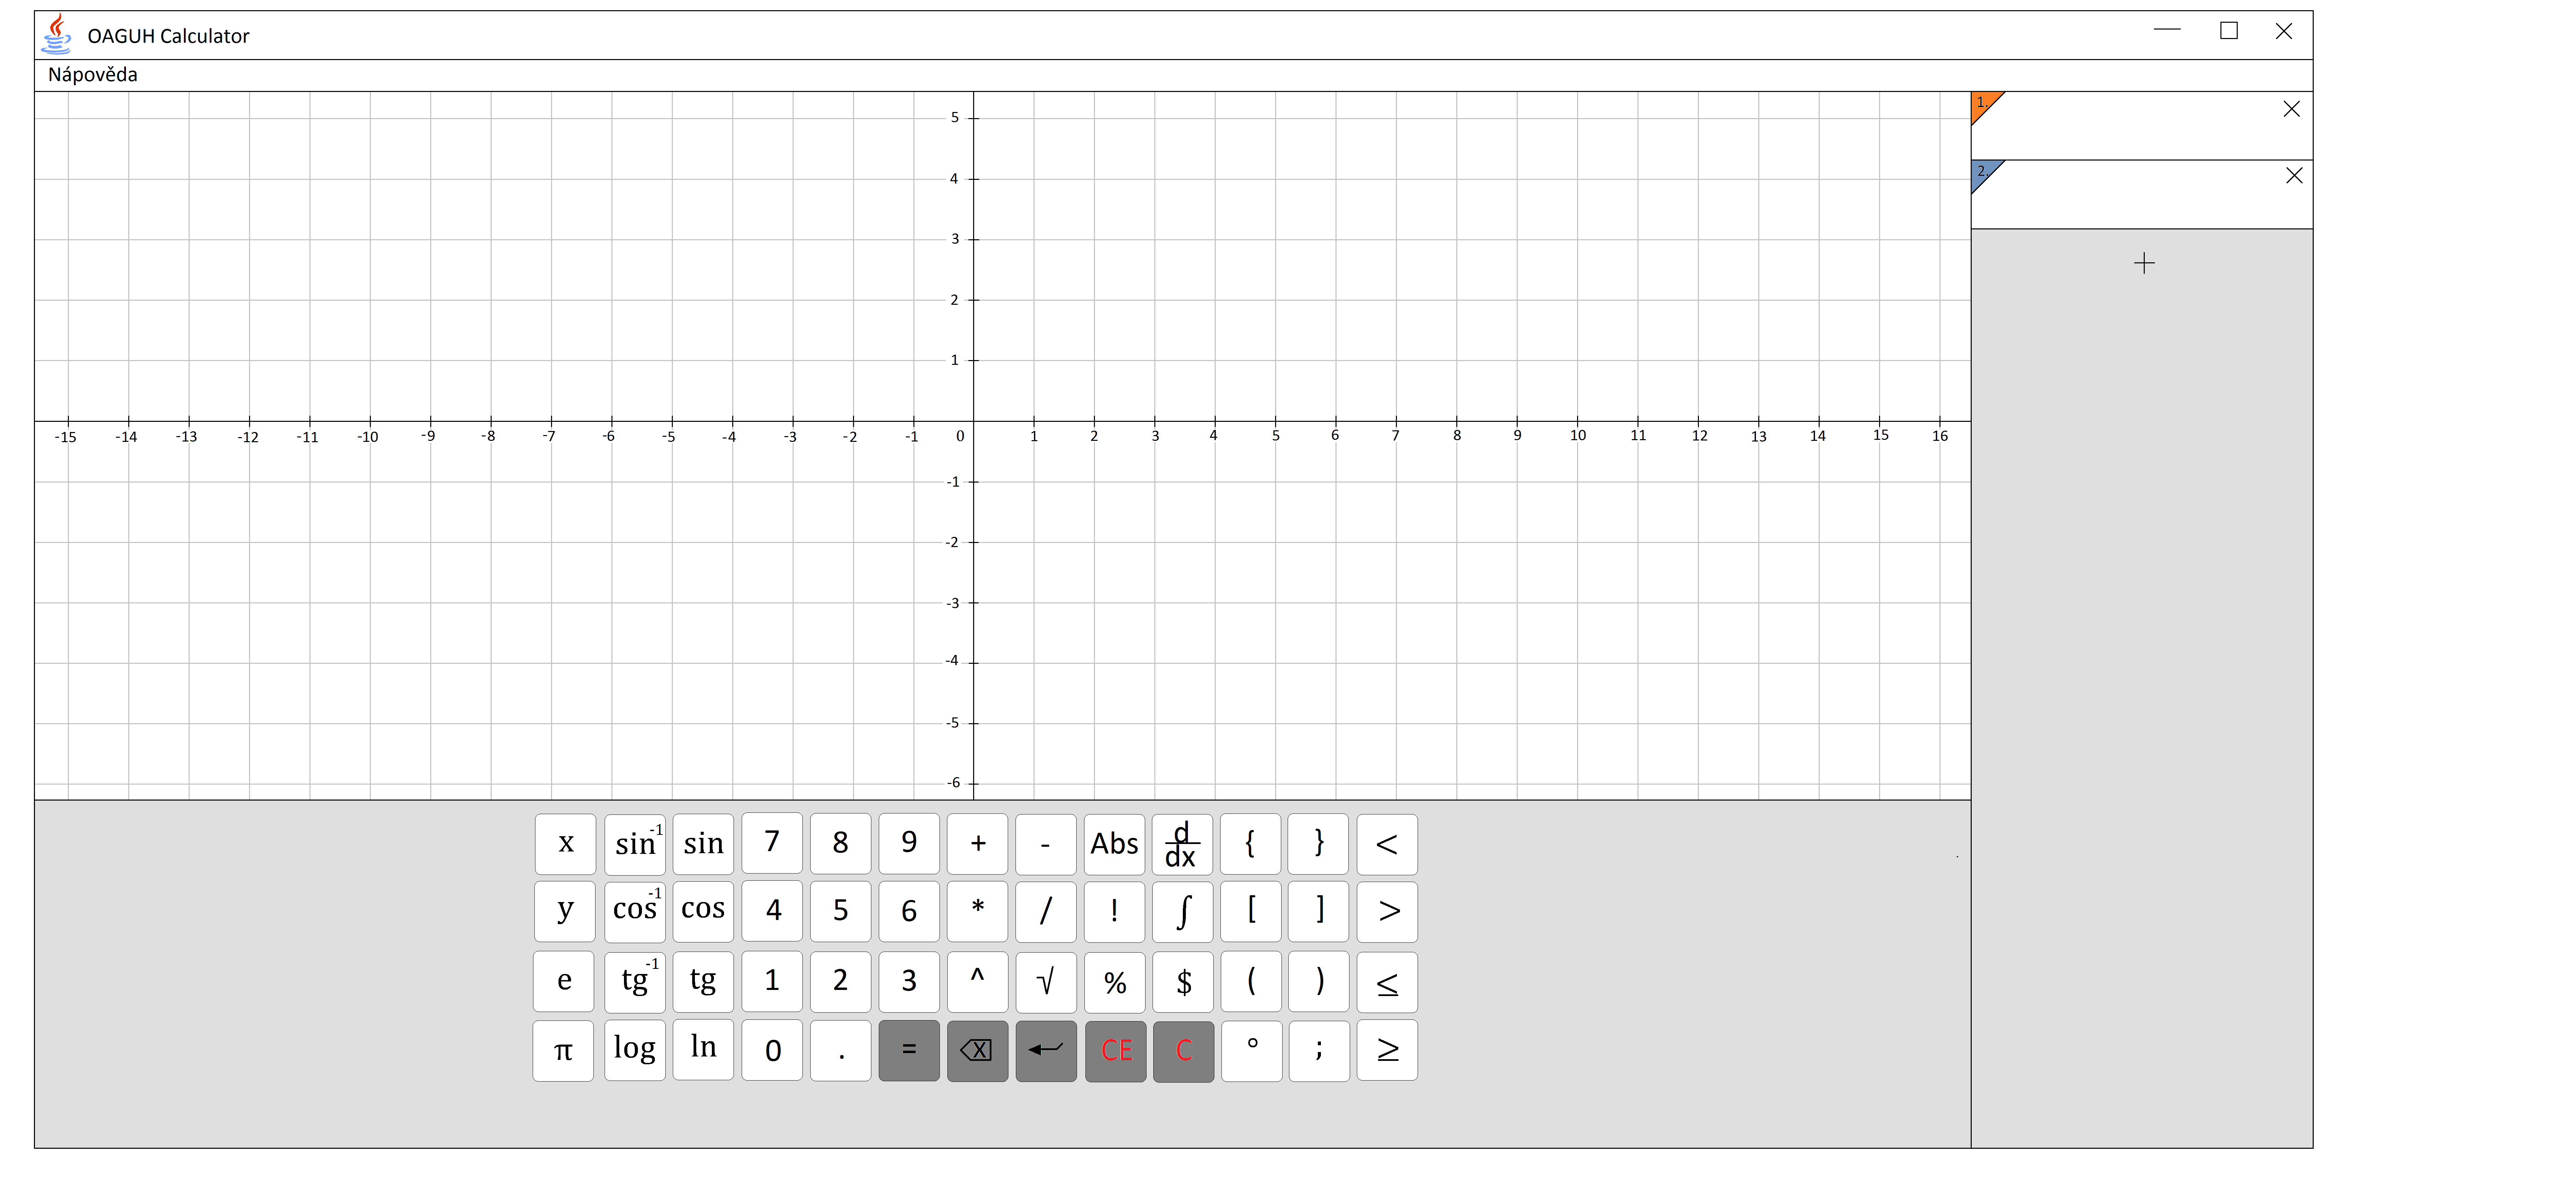 OAGUH Calculator
Nápověda
1.
2.
5
4
3
2
1
-15 -14 -13 -12 -11 -10 -9 -8 -7 -6 -5 -4 -3 -2 -1 0 1 2 3 4 5 6 7 8 9 10 11 12 13 14 15 16
-1
-2
-3
-4
-5
-6
x sin⁻¹ sin 7 8 9 + - Abs d/dx { } <
y cos⁻¹ cos 4 5 6 * / ! ∫ [ ] >
e tg⁻¹ tg 1 2 3 ^ √ % $ ( ) ≤
π log ln 0 . = ⌫ ↵ CE C ° ; ≥